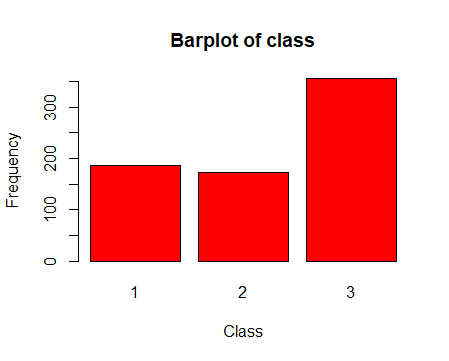 Barplot of class
Frequency
300
200
100
0
1 2 3
Class